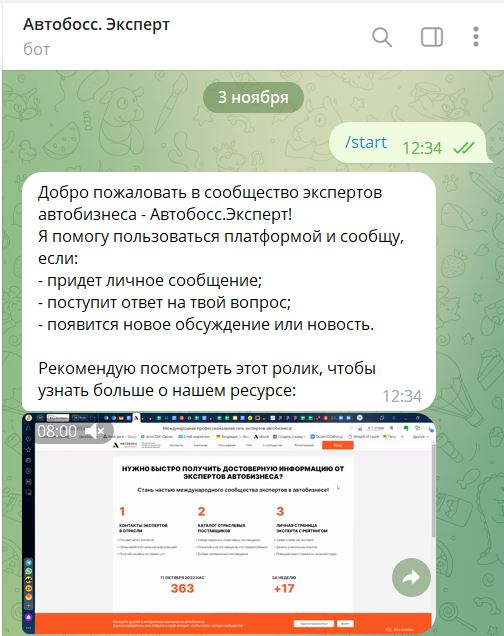 Автобосс. Эксперт
бот
3 ноября
/start 12:34
Добро пожаловать в сообщество экспертов
автобизнеса - Автобосс.Эксперт!
Я помогу пользоваться платформой и сообщу,
если:
- придет личное сообщение;
- поступит ответ на твой вопрос;
- появится новое обсуждение или новость.
Рекомендую посмотреть этот ролик, чтобы
узнать больше о нашем ресурсе: 12:34
08:00
Международная профессиональная сеть экспертов автобизнеса!
НУЖНО БЫСТРО ПОЛУЧИТЬ ДОСТОВЕРНУЮ ИНФОРМАЦИЮ ОТ
ЭКСПЕРТОВ АВТОБИЗНЕСА?
Стань частью международного сообщества экспертов в автобизнесе!
1 2 3
КОНТАКТЫ ЭКСПЕРТОВ КАТАЛОГ ОТРАСЛЕВЫХ ЛИЧНАЯ СТРАНИЦА
В ОТРАСЛИ ПОСТАВЩИКОВ ЭКСПЕРТА С РЕЙТИНГОМ
11 ОКТЯБРЯ 2022 НАС ЗА НЕДЕЛЮ
363 +17